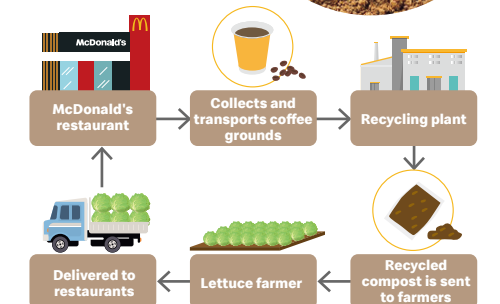 McDonald's
McDonald's
restaurant
Collects and
transports coffee
grounds
Recycling plant
Recycled
compost is sent
to farmers
Lettuce farmer
Delivered to
restaurants